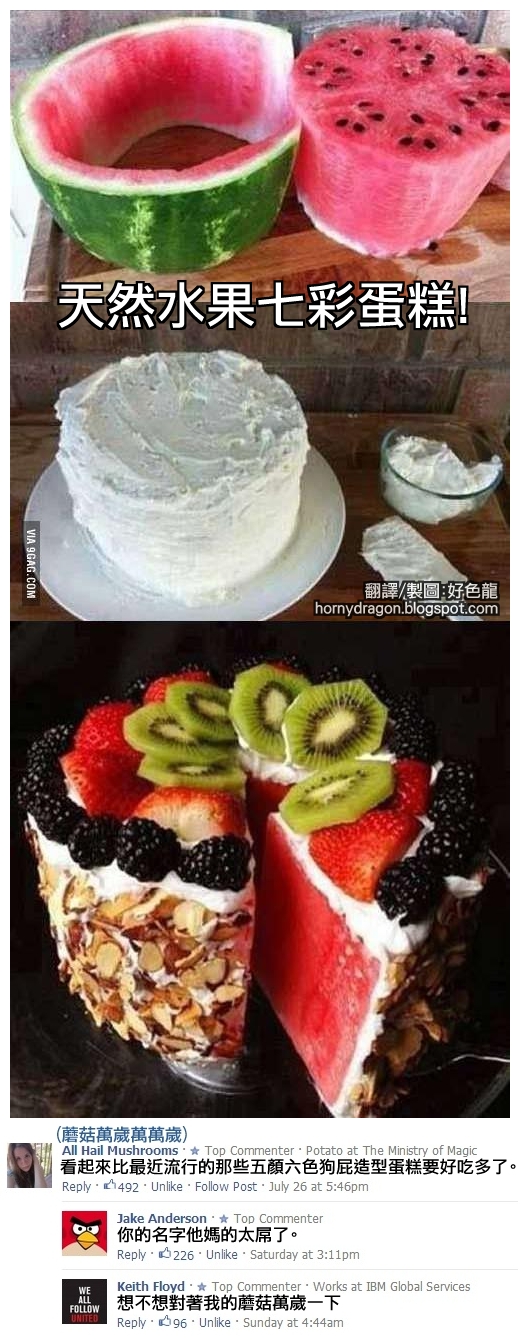 天然水果七彩蛋糕!
VIA 9GAG.COM
翻譯/製圖:好色龍
hornydragon.blogspot.com
(蘑菇萬歲萬萬歲)
All Hail Mushrooms · ★ Top Commenter · Potato at The Ministry of Magic
看起來比最近流行的那些五顏六色狗屁造型蛋糕要好吃多了。
Reply · 492 · Unlike · Follow Post · July 26 at 5:46pm
Jake Anderson · ★ Top Commenter
你的名字他媽的太屌了。
Reply · 226 · Unlike · Saturday at 3:11pm
WE
ALL
FOLLOW
UNITED
Keith Floyd · ★ Top Commenter · Works at IBM Global Services
想不想對著我的蘑菇萬歲一下
Reply · 96 · Unlike · Sunday at 4:44am